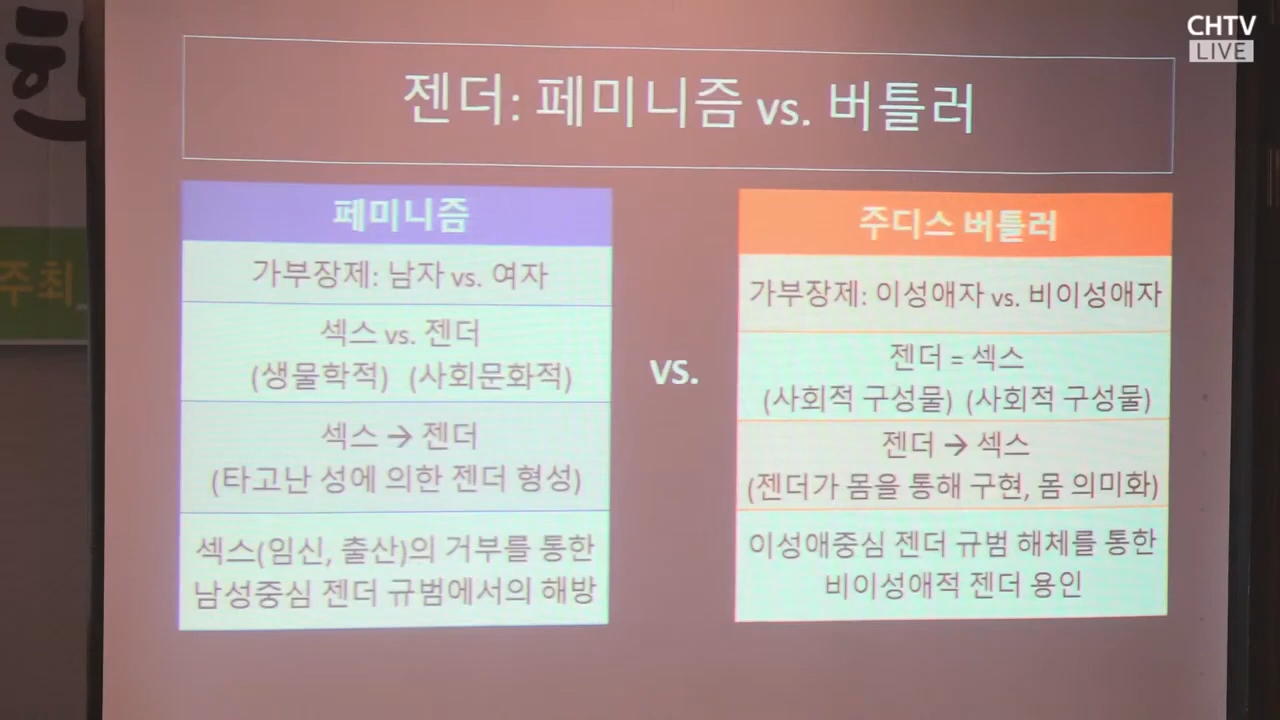 CHTV
LIVE
한
주최
젠더: 페미니즘 vs. 버틀러
페미니즘
가부장제: 남자 vs. 여자
섹스 vs. 젠더
(생물학적) (사회문화적)
섹스 → 젠더
(타고난 성에 의한 젠더 형성)
섹스(임신, 출산)의 거부를 통한
남성중심 젠더 규범에서의 해방
vs.
주디스 버틀러
가부장제: 이성애자 vs. 비이성애자
젠더 = 섹스
(사회적 구성물) (사회적 구성물)
젠더 → 섹스
(젠더가 몸을 통해 구현, 몸 의미화)
이성애중심 젠더 규범 해체를 통한
비이성애적 젠더 용인